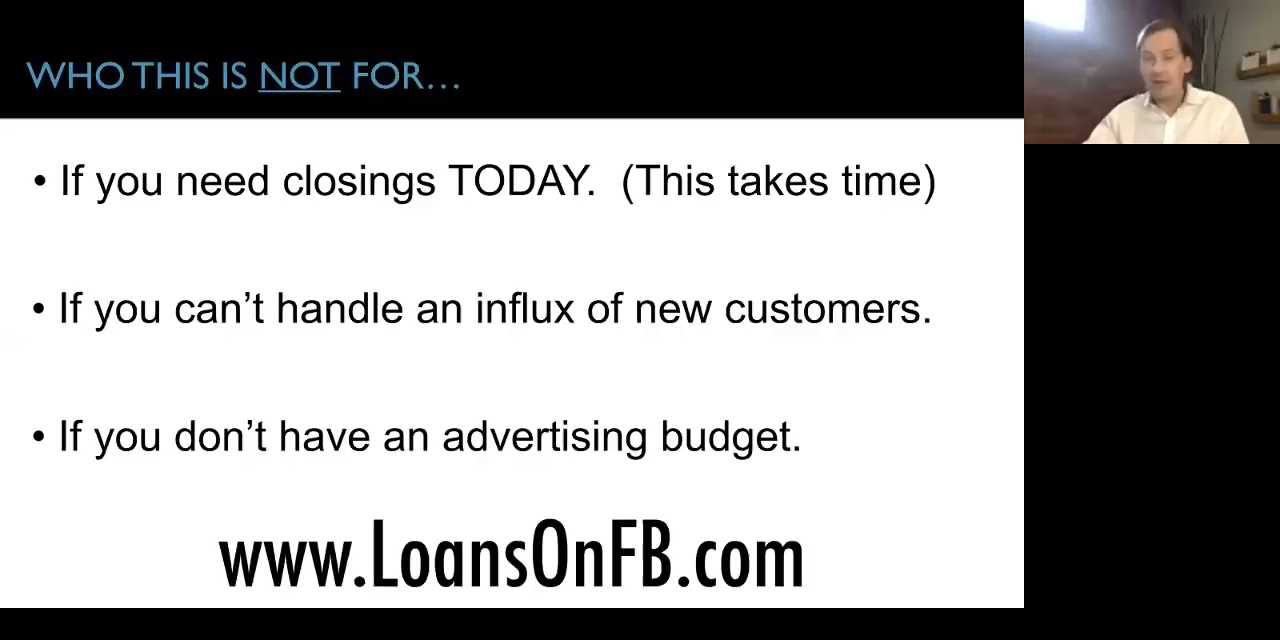 WHO THIS IS NOT FOR…
• If you need closings TODAY.  (This takes time)
• If you can’t handle an influx of new customers.
• If you don’t have an advertising budget.
www.LoansOnFB.com